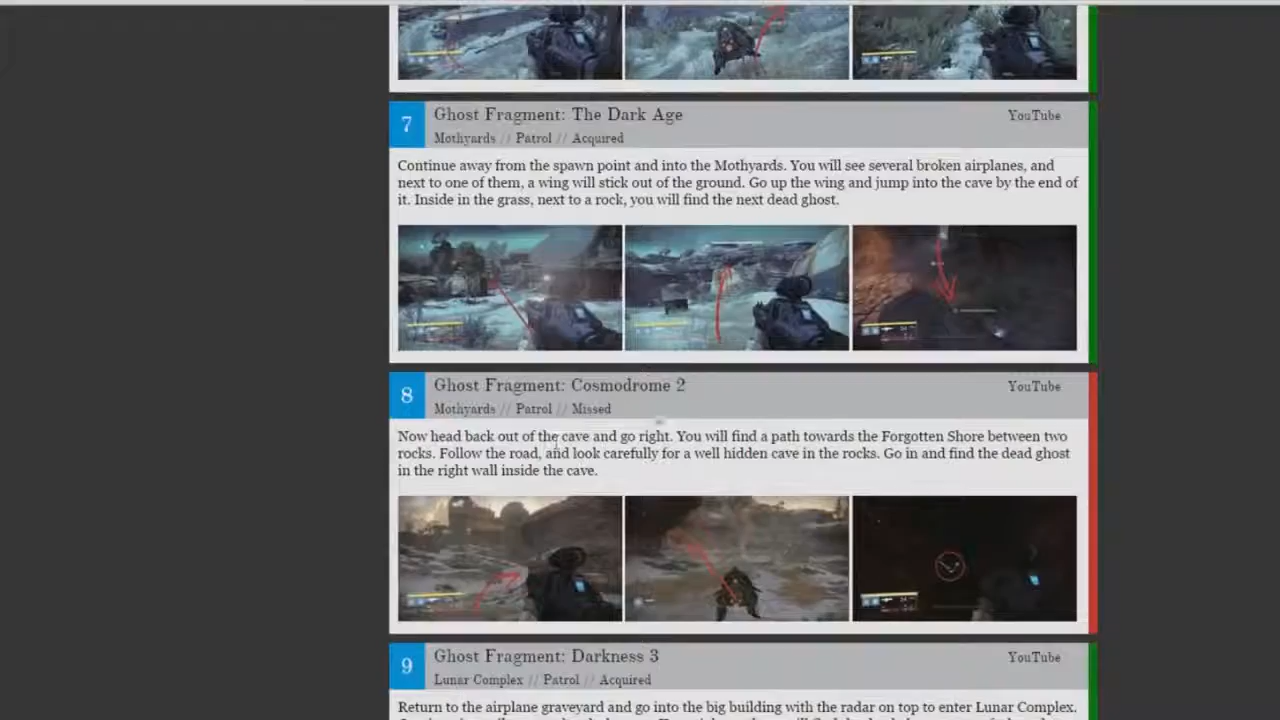 7
Ghost Fragment: The Dark Age
YouTube
Mothyards // Patrol // Acquired
Continue away from the spawn point and into the Mothyards. You will see several broken airplanes, and
next to one of them, a wing will stick out of the ground. Go up the wing and jump into the cave by the end of
it. Inside in the grass, next to a rock, you will find the next dead ghost.
8
Ghost Fragment: Cosmodrome 2
YouTube
Mothyards // Patrol // Missed
Now head back out of the cave and go right. You will find a path towards the Forgotten Shore between two
rocks. Follow the road, and look carefully for a well hidden cave in the rocks. Go in and find the dead ghost
in the right wall inside the cave.
9
Ghost Fragment: Darkness 3
YouTube
Lunar Complex // Patrol // Acquired
Return to the airplane graveyard and go into the big building with the radar on top to enter Lunar Complex.